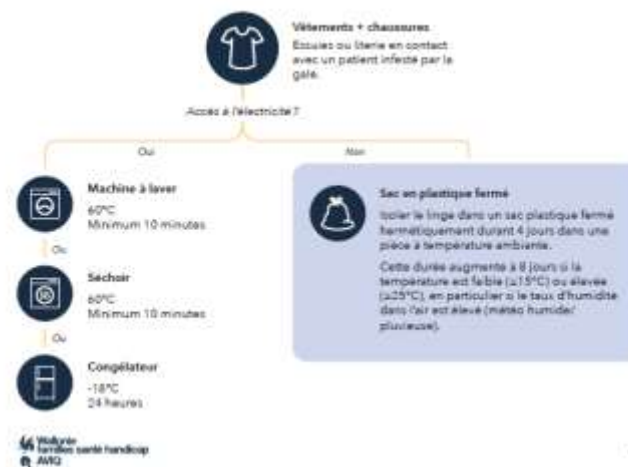 Vêtements + chaussures
Essuies ou literie en contact
avec un patient infesté par la
gale.
Accès à l'électricité ?
Oui
Non
Machine à laver
60°C
Minimum 10 minutes
Ou
Séchoir
60°C
Minimum 10 minutes
Ou
Congélateur
-18°C
24 heures
Sac en plastique fermé
Isoler le linge dans un sac plastique fermé
hermétiquement durant 4 jours dans une
pièce à température ambiante.
Cette durée augmente à 8 jours si la
température est faible (≤15°C) ou élevée
(≥25°C), en particulier si le taux d'humidité
dans l'air est élevé (météo humide/
pluvieuse).
Wallonie
familles santé handicap
AVIQ